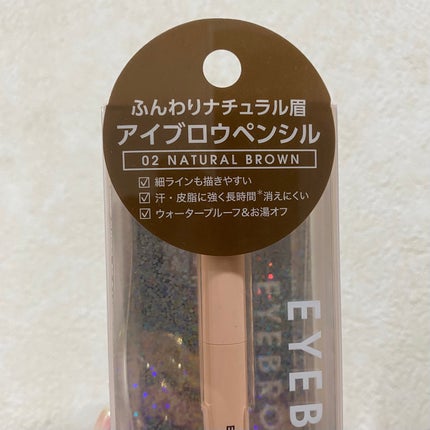 ふんわりナチュラル眉
アイブロウペンシル
02 NATURAL BROWN
☑ 細ラインも描きやすい
☑ 汗・皮脂に強く長時間*消えにくい
☑ ウォータープルーフ&お湯オフ
EYEB
EYEBRO
E